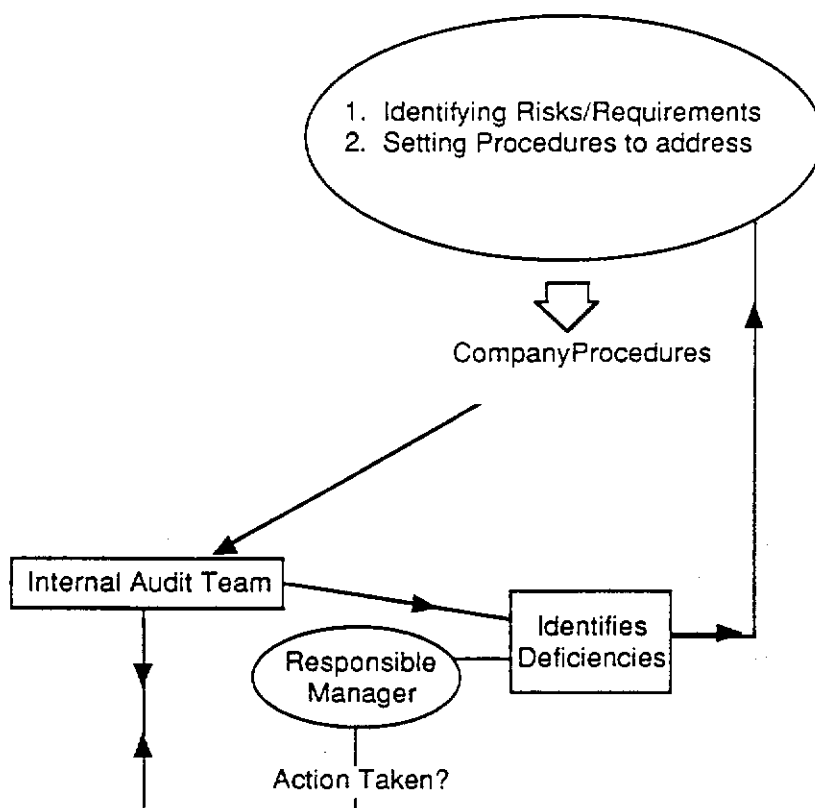 1. Identifying Risks/Requirements
2. Setting Procedures to address
CompanyProcedures
Internal Audit Team
Identifies
Deficiencies
Responsible
Manager
Action Taken?